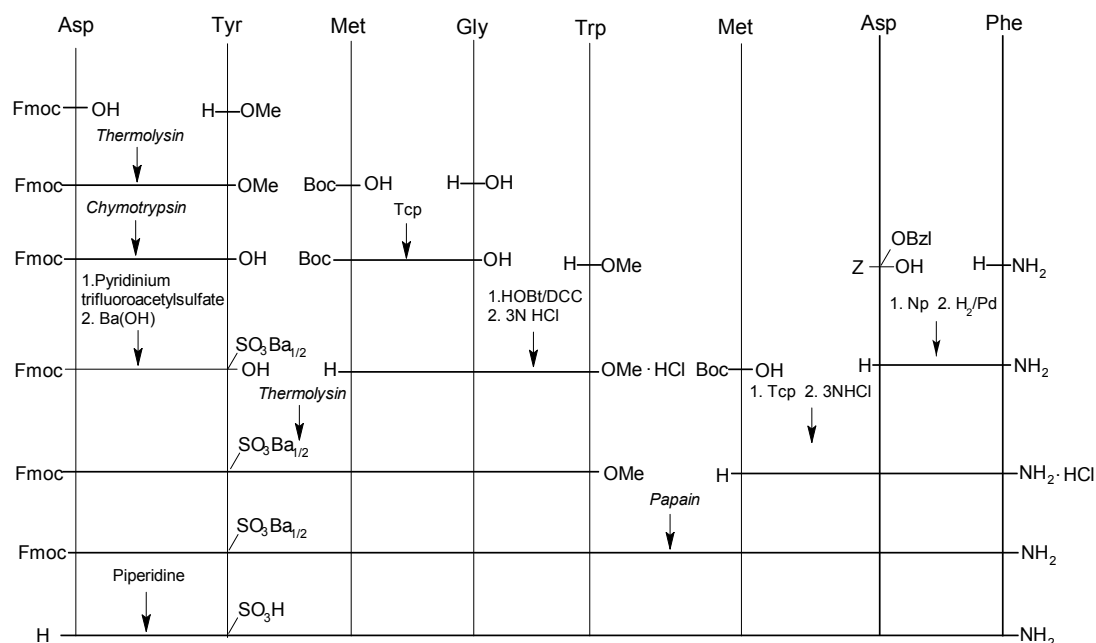 Asp Tyr Met Gly Trp Met Asp Phe
Fmoc OH H OMe
Thermolysin
Fmoc OMe Boc OH H OH
Chymotrypsin Tcp
OBzl
Fmoc OH Boc OH H OMe Z OH H NH2
1.Pyridinium
trifluoroacetylsulfate
2. Ba(OH)
1.HOBt/DCC
2. 3N HCl
1. Np 2. H2/Pd
SO3Ba1/2
Fmoc OH H OMe·HCl Boc OH H NH2
Thermolysin 1. Tcp 2. 3NHCl
SO3Ba1/2
Fmoc OMe H NH2·HCl
Papain
SO3Ba1/2
Fmoc NH2
Piperidine
SO3H
H NH2